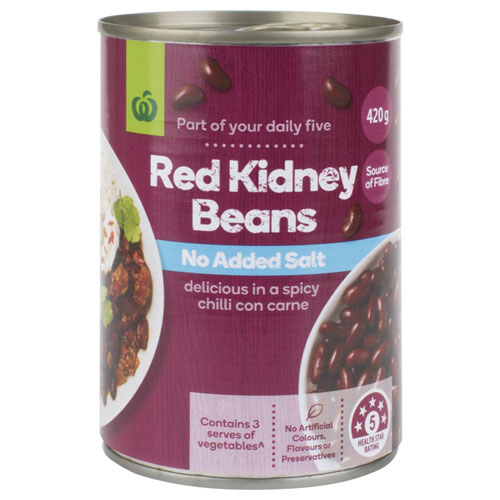 Part of your daily five
420g
Red Kidney
Beans
Source
of Fibre
No Added Salt
delicious in a spicy
chilli con carne
Contains 3
serves of
vegetables^
No Artificial
Colours,
Flavours or
Preservatives
5
HEALTH STAR
RATING